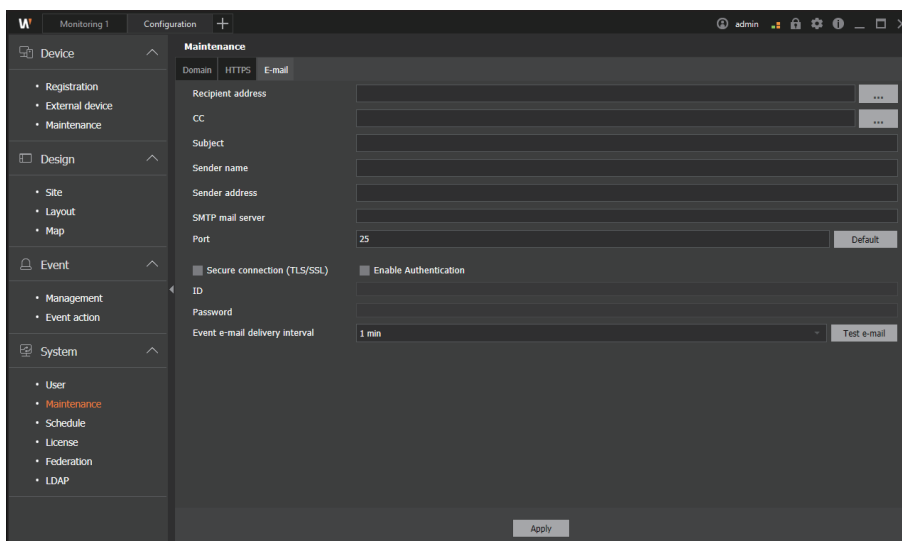 W Monitoring 1 Configuration + admin
Device
• Registration
• External device
• Maintenance
Design
• Site
• Layout
• Map
Event
• Management
• Event action
System
• User
• Maintenance
• Schedule
• License
• Federation
• LDAP
Maintenance
Domain HTTPS E-mail
Recipient address ...
CC ...
Subject
Sender name
Sender address
SMTP mail server
Port 25 Default
Secure connection (TLS/SSL) Enable Authentication
ID
Password
Event e-mail delivery interval 1 min Test e-mail
Apply